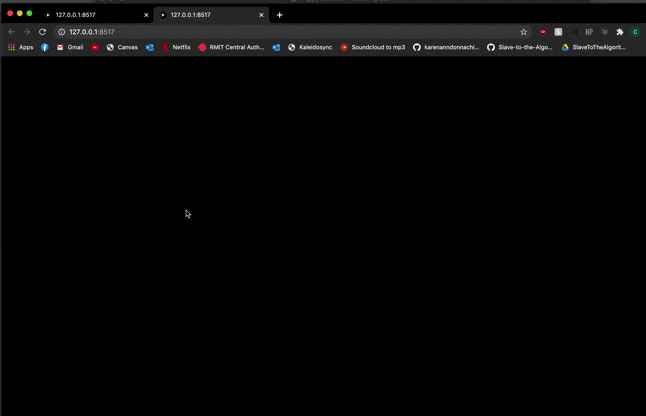 127.0.0.1:8517 127.0.0.1:8517
127.0.0.1:8517
Apps Gmail Canvas Netflix RMIT Central Auth... Kaleidosync Soundcloud to mp3 karenanndonnachi... Slave-to-the-Algo... SlaveToTheAlgorit...